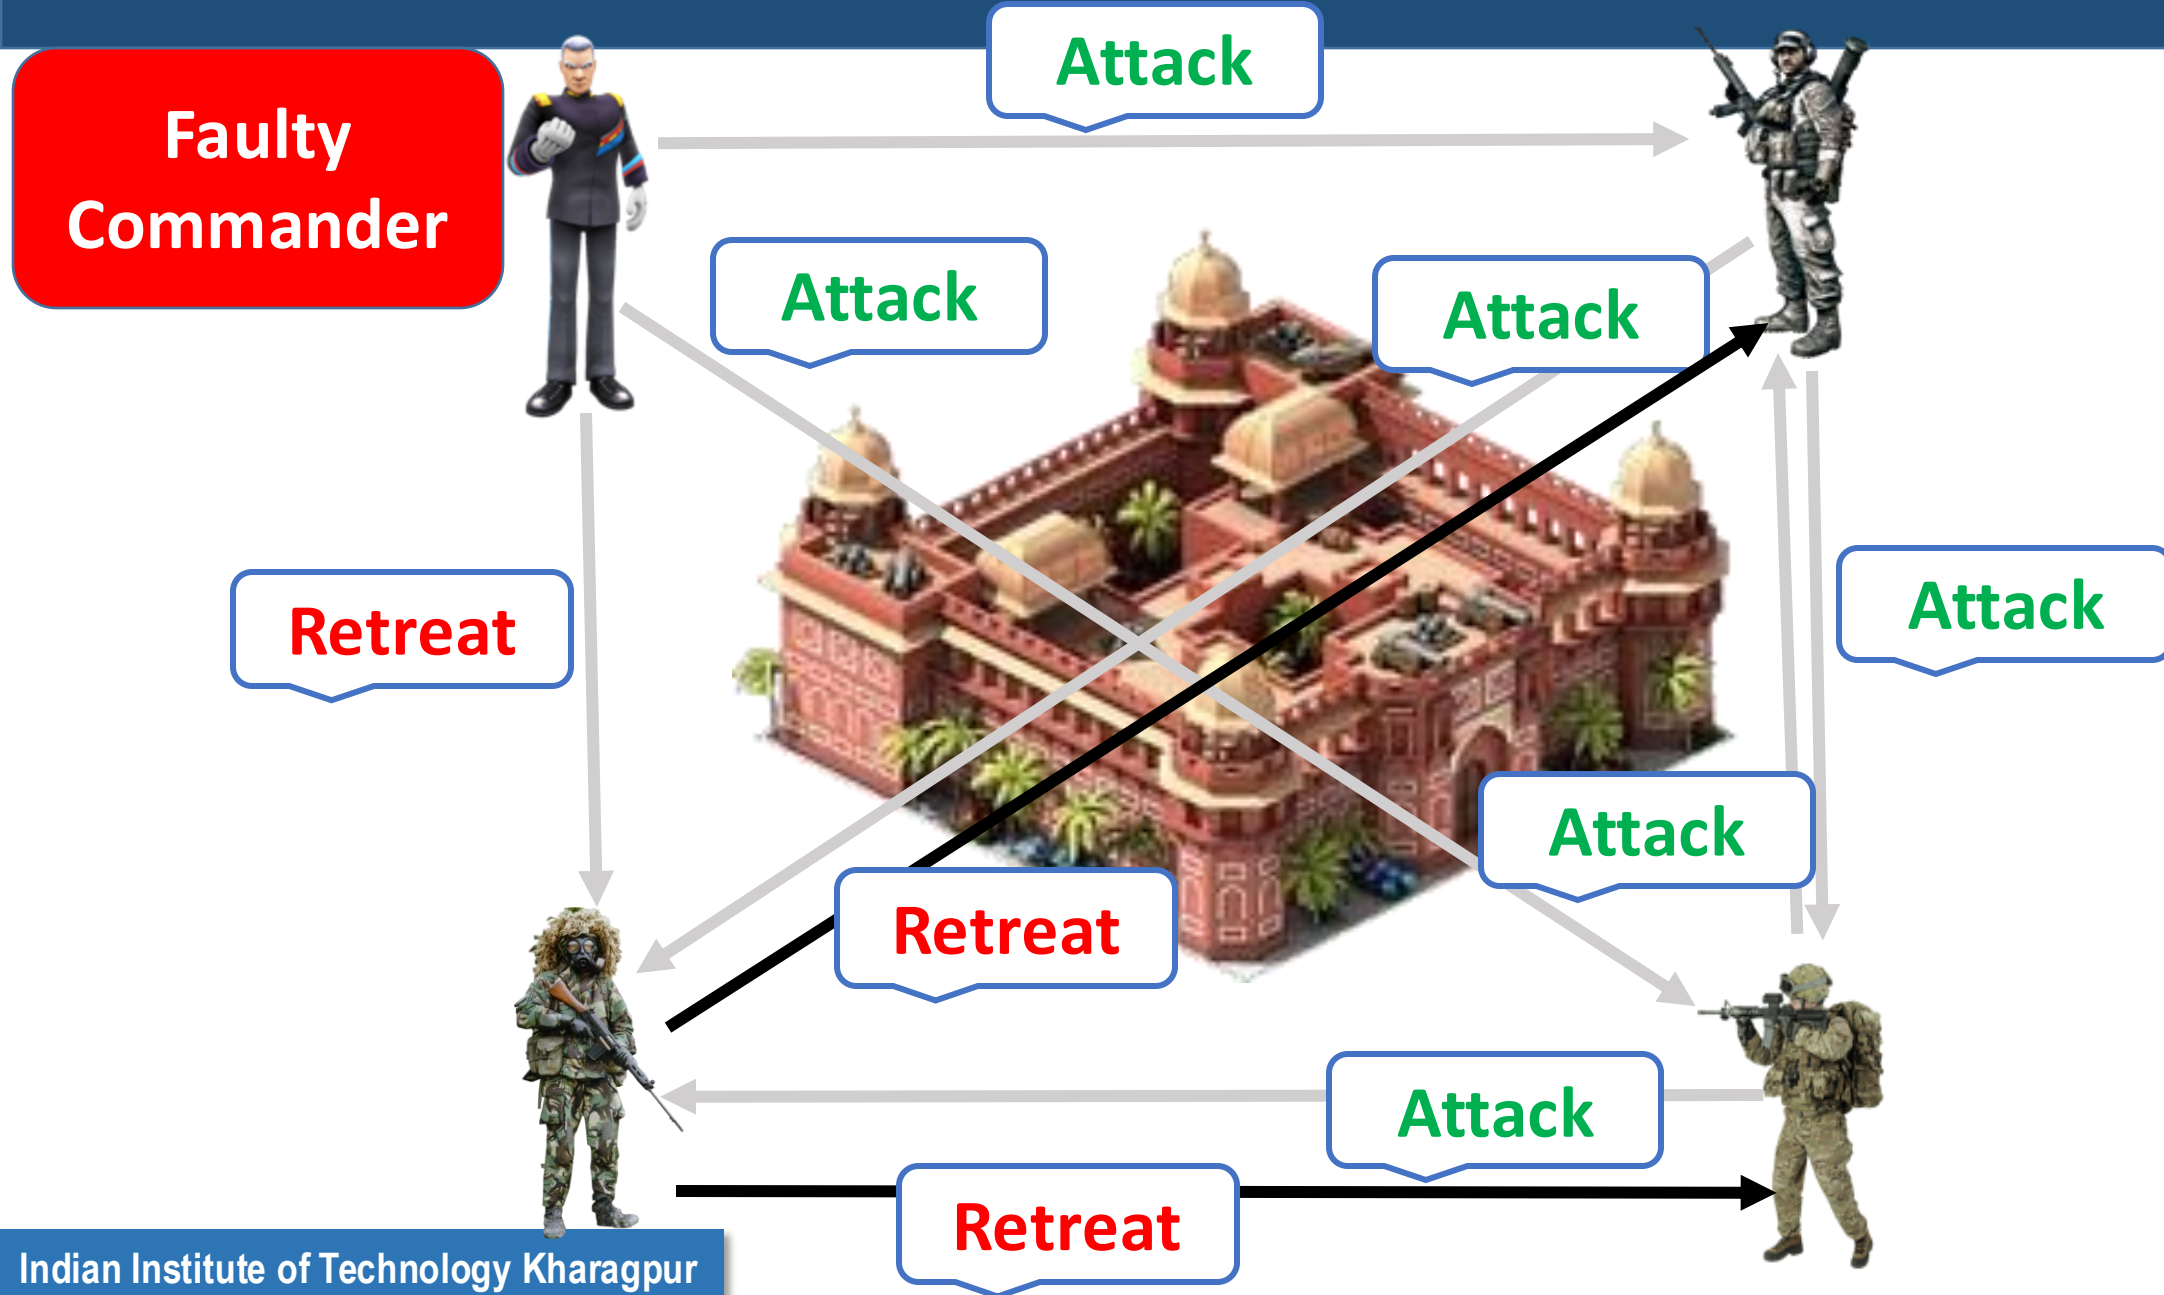 Attack
Faulty
Commander
Attack
Attack
Retreat
Attack
Attack
Retreat
Attack
Retreat
Indian Institute of Technology Kharagpur